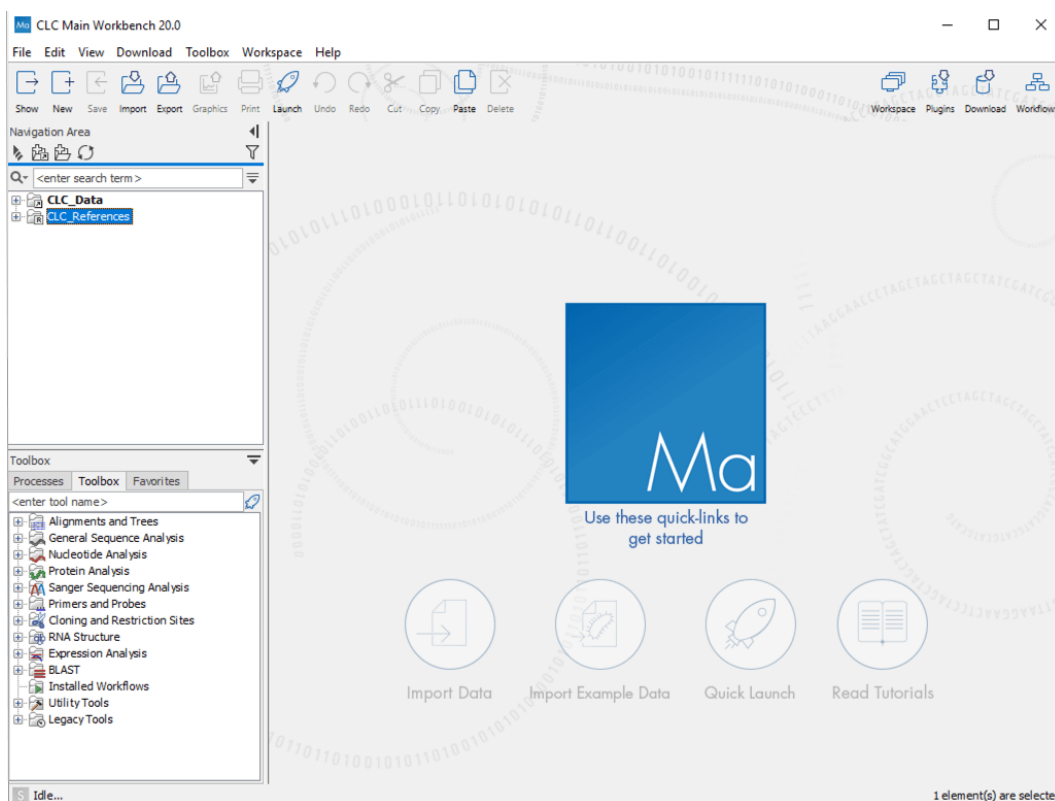 Ma CLC Main Workbench 20.0
File Edit View Download Toolbox Workspace Help
Show New Save Import Export Graphics Print Launch Undo Redo Cut Copy Paste Delete Workspace Plugins Download Workflow
Navigation Area
<enter search term>
CLC_Data
CLC_References
Ma
Use these quick-links to
get started
Toolbox
Processes Toolbox Favorites
<enter tool name>
Alignments and Trees
General Sequence Analysis
Nucleotide Analysis
Protein Analysis
Sanger Sequencing Analysis
Primers and Probes
Cloning and Restriction Sites
RNA Structure
Expression Analysis
BLAST
Installed Workflows
Utility Tools
Legacy Tools
Import Data Import Example Data Quick Launch Read Tutorials
S Idle... 1 element(s) are selecte